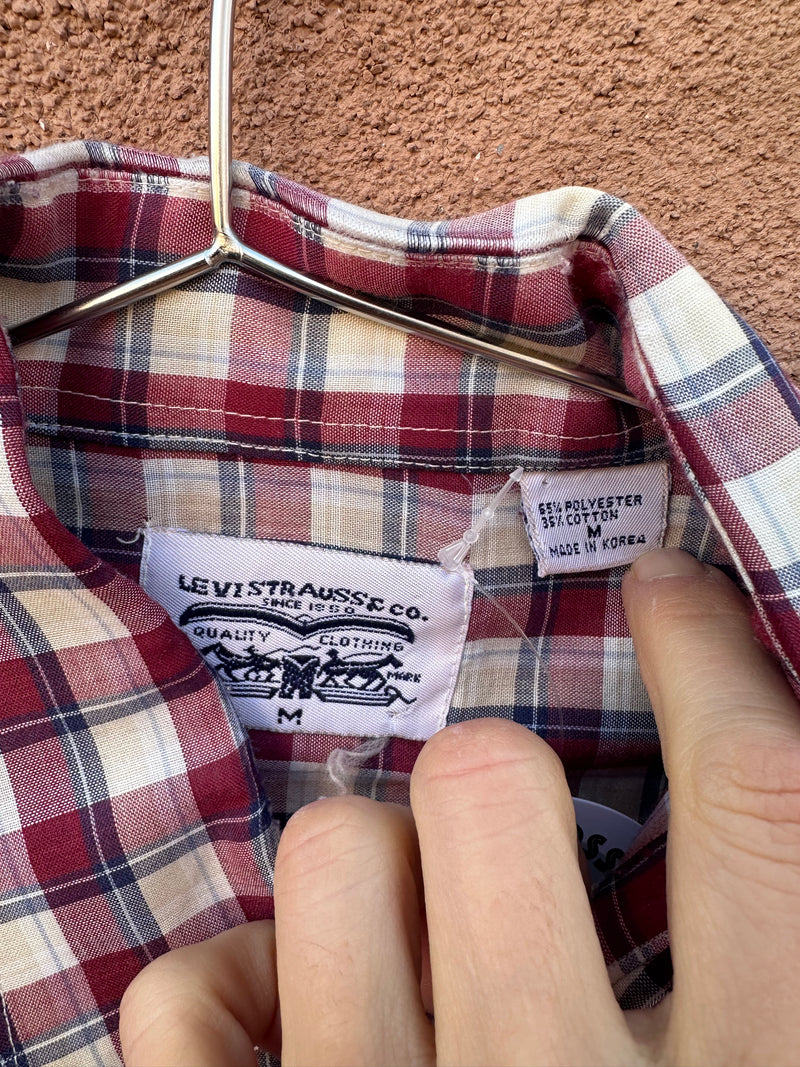 LEVI STRAUSS & CO.
SINCE 1850
QUALITY CLOTHING
MARK
M
65% POLYESTER
35% COTTON
M
MADE IN KOREA